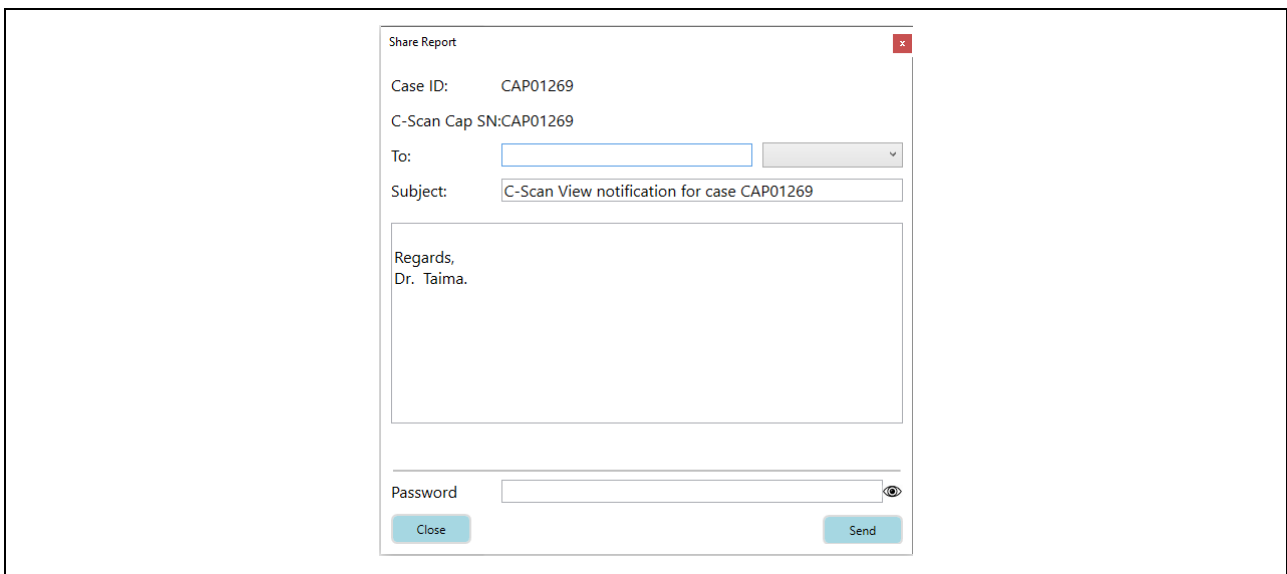 Share Report
x
Case ID: CAP01269
C-Scan Cap SN:CAP01269
To:
Subject: C-Scan View notification for case CAP01269
Regards,
Dr. Taima.
Password
Close Send